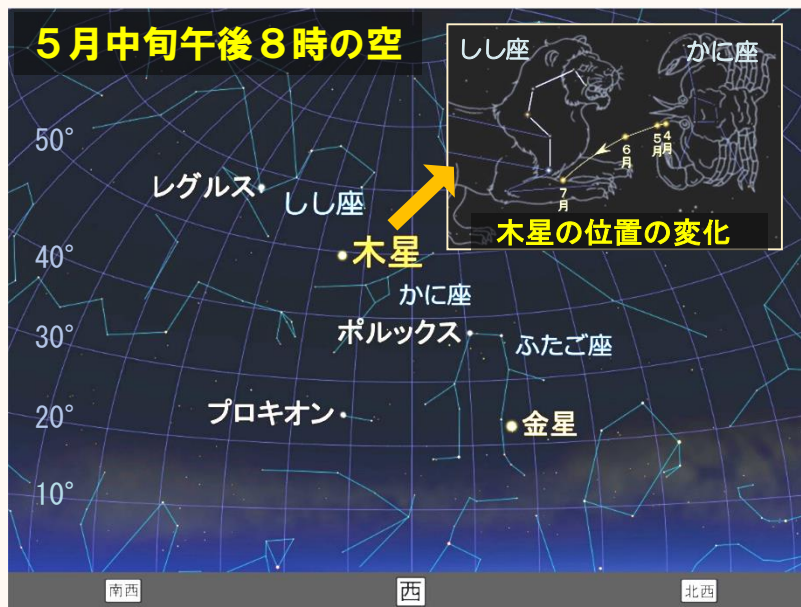 ５月中旬午後８時の空
しし座
かに座
４月
５月
６月
７月
木星の位置の変化
50°
レグルス
しし座
40°
木星
かに座
30°
ポルックス
ふたご座
20°
プロキオン
金星
10°
南西
西
北西